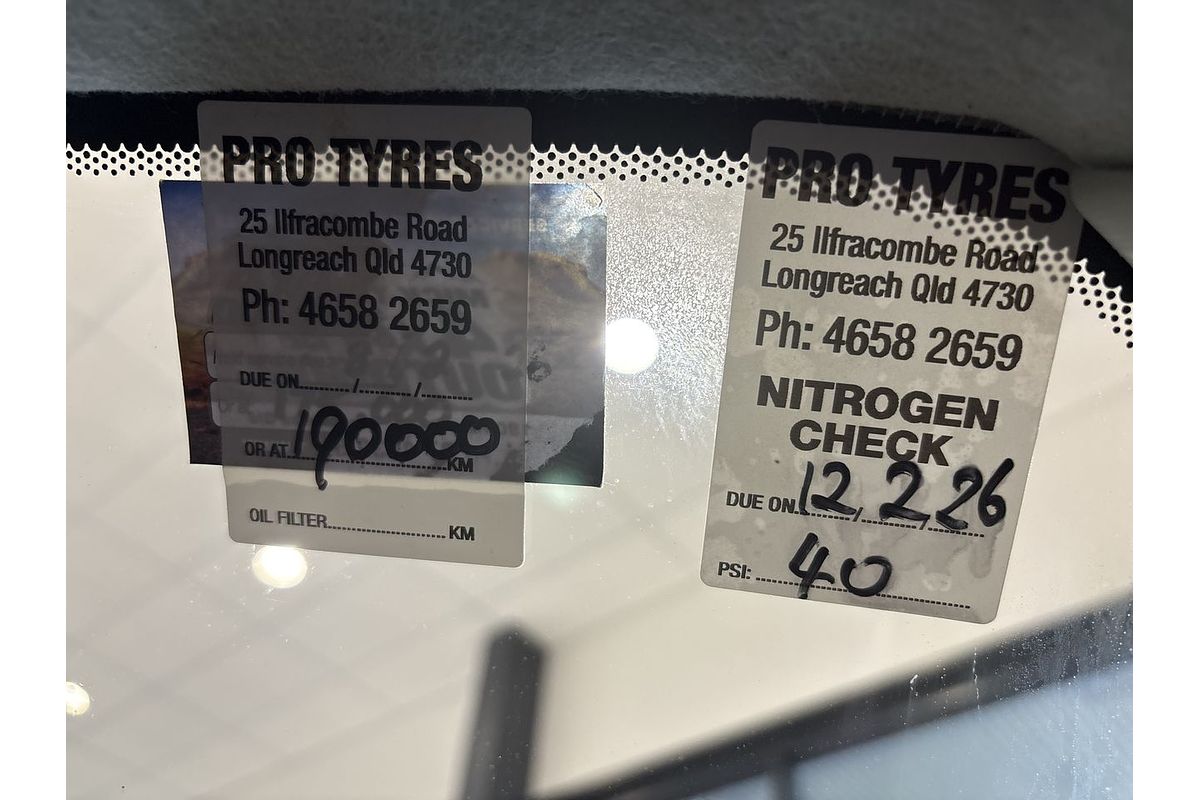 PRO TYRES
25 Ilfracombe Road
Longreach Qld 4730
Ph: 4658 2659
DUE ON........../........../..........
OR AT 190000 KM
OIL FILTER.............................. KM
PRO TYRES
25 Ilfracombe Road
Longreach Qld 4730
Ph: 4658 2659
NITROGEN
CHECK
DUE ON 12/2/26
PSI: 40